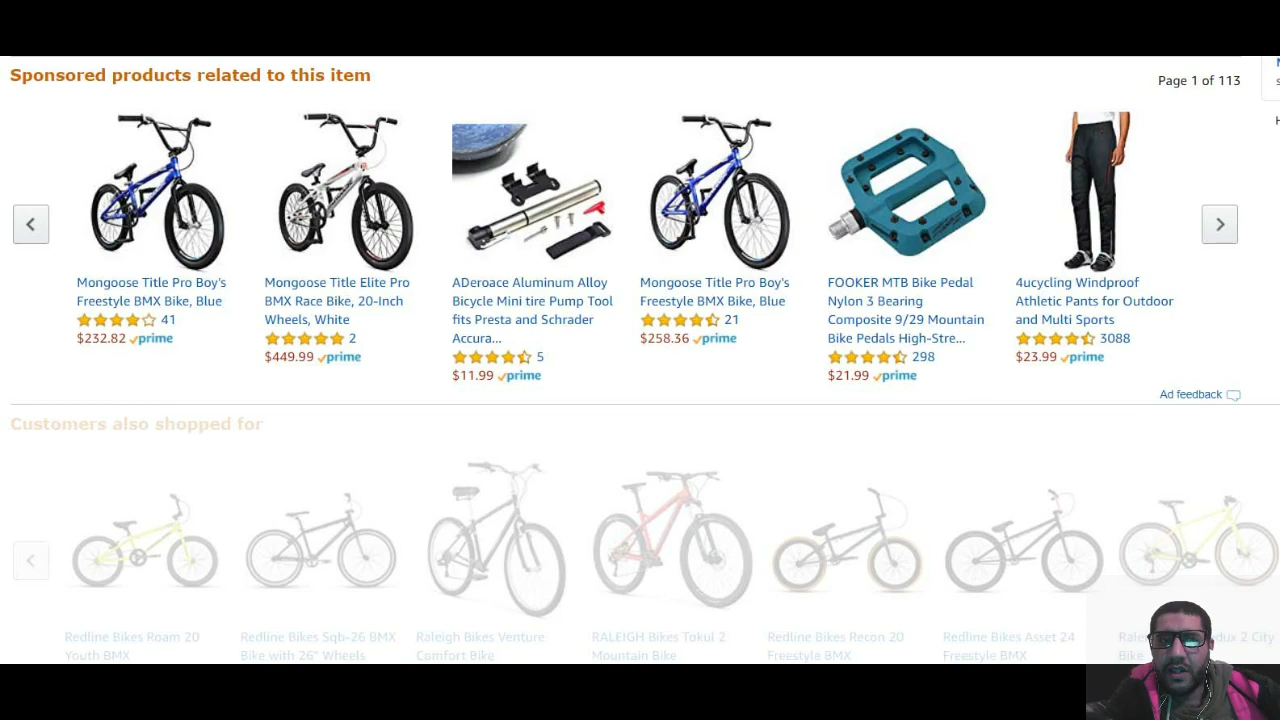 Sponsored products related to this item
Page 1 of 113
Mongoose Title Pro Boy's
Freestyle BMX Bike, Blue
41
$232.82 prime
Mongoose Title Elite Pro
BMX Race Bike, 20-Inch
Wheels, White
2
$449.99 prime
ADeroace Aluminum Alloy
Bicycle Mini tire Pump Tool
fits Presta and Schrader
Accura...
5
$11.99 prime
Mongoose Title Pro Boy's
Freestyle BMX Bike, Blue
21
$258.36 prime
FOOKER MTB Bike Pedal
Nylon 3 Bearing
Composite 9/29 Mountain
Bike Pedals High-Stre...
298
$21.99 prime
4ucycling Windproof
Athletic Pants for Outdoor
and Multi Sports
3088
$23.99 prime
Ad feedback
Customers also shopped for
Redline Bikes Roam 20
Youth BMX
Redline Bikes Sqb-26 BMX
Bike with 26" Wheels
Raleigh Bikes Venture
Comfort Bike
RALEIGH Bikes Tokul 2
Mountain Bike
Redline Bikes Recon 20
Freestyle BMX
Redline Bikes Asset 24
Freestyle BMX
2 City
Bike